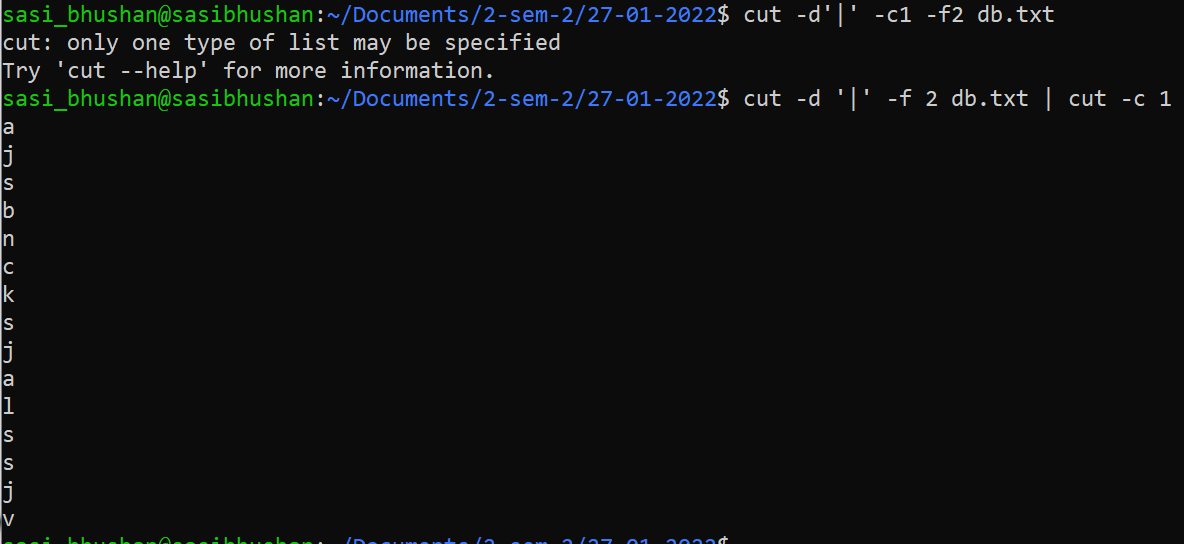 sasi_bhushan@sasibhushan:~/Documents/2-sem-2/27-01-2022$ cut -d'|' -c1 -f2 db.txt
cut: only one type of list may be specified
Try 'cut --help' for more information.
sasi_bhushan@sasibhushan:~/Documents/2-sem-2/27-01-2022$ cut -d '|' -f 2 db.txt | cut -c 1
a
j
s
b
n
c
k
s
j
a
l
s
s
j
v
sasi_bhushan@sasibhushan:~/Documents/2-sem-2/27-01-2022$